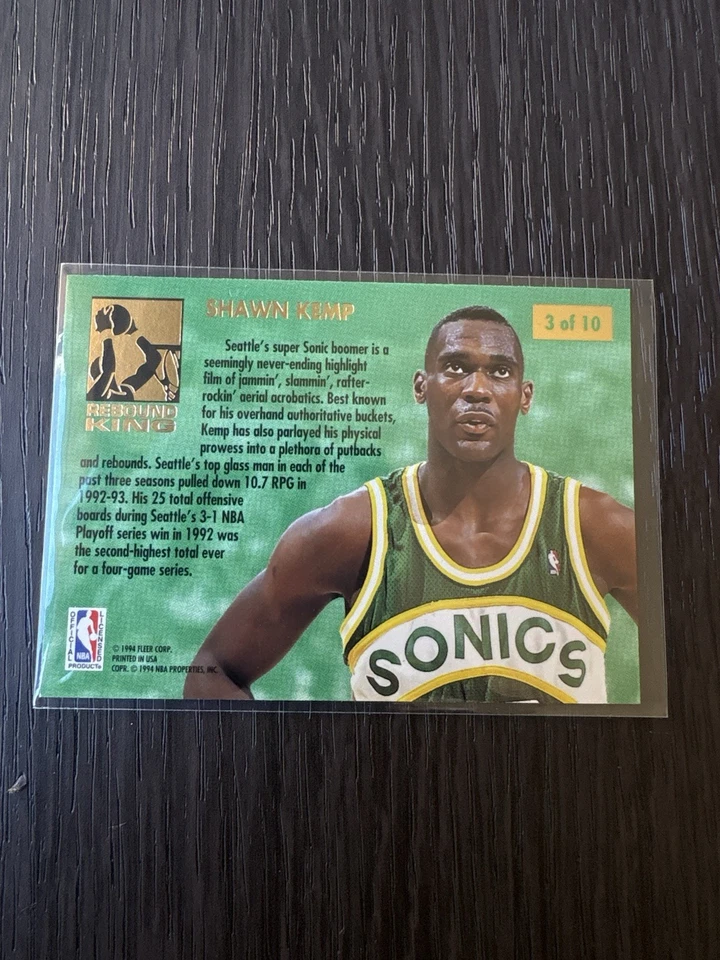 SHAWN KEMP
3 of 10
REBOUND
KING
Seattle's super Sonic boomer is a
seemingly never-ending highlight
film of jammin', slammin', rafter-
rockin' aerial acrobatics. Best known
for his overhand authoritative buckets,
Kemp has also parlayed his physical
prowess into a plethora of putbacks
and rebounds. Seattle's top glass man in each of the
past three seasons pulled down 10.7 RPG in
1992-93. His 25 total offensive
boards during Seattle's 3-1 NBA
Playoff series win in 1992 was
the second-highest total ever
for a four-game series.
OFFICIAL
LICENSED
NBA
PRODUCT®
© 1994 FLEER CORP.
PRINTED IN USA
COPR. © 1994 NBA PROPERTIES, INC.
SONICS